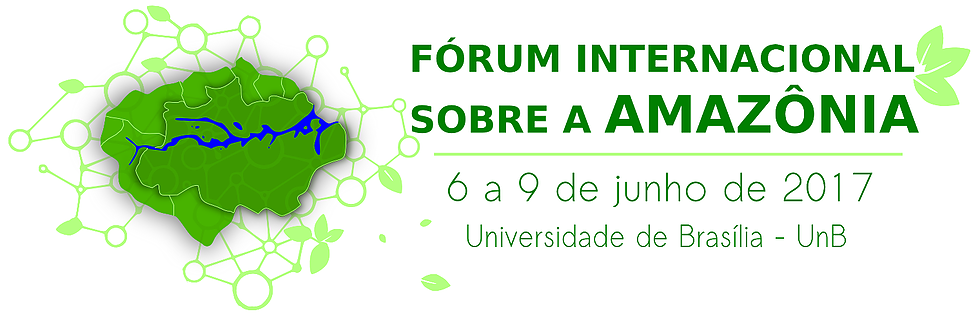 FÓRUM INTERNACIONAL
SOBRE A AMAZÔNIA
6 a 9 de junho de 2017
Universidade de Brasília - UnB